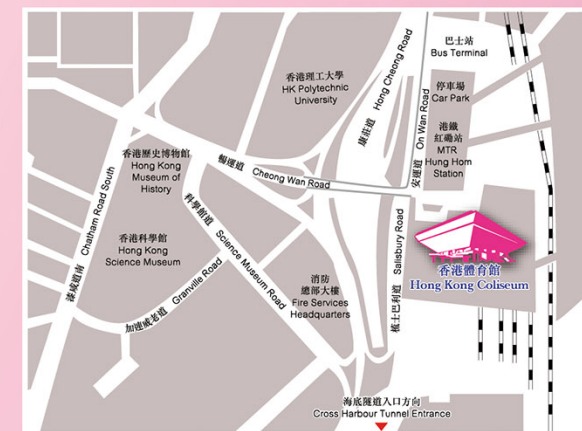 巴士站
Bus Terminal
香港理工大學
HK Polytechnic
University
康莊道 Hong Cheong Road
停車場
Car Park
安運道 On Wan Road
港鐵
紅磡站
MTR
Hung Hom
Station
香港歷史博物館
Hong Kong
Museum of
History
暢運道 Cheong Wan Road
漆咸道南 Chatham Road South
科學館道 Science Museum Road
香港科學館
Hong Kong
Science Museum
梳士巴利道 Salisbury Road
香港體育館
Hong Kong Coliseum
消防
總部大樓
Fire Services
Headquarters
加連威老道 Granville Road
海底隧道入口方向
Cross Harbour Tunnel Entrance